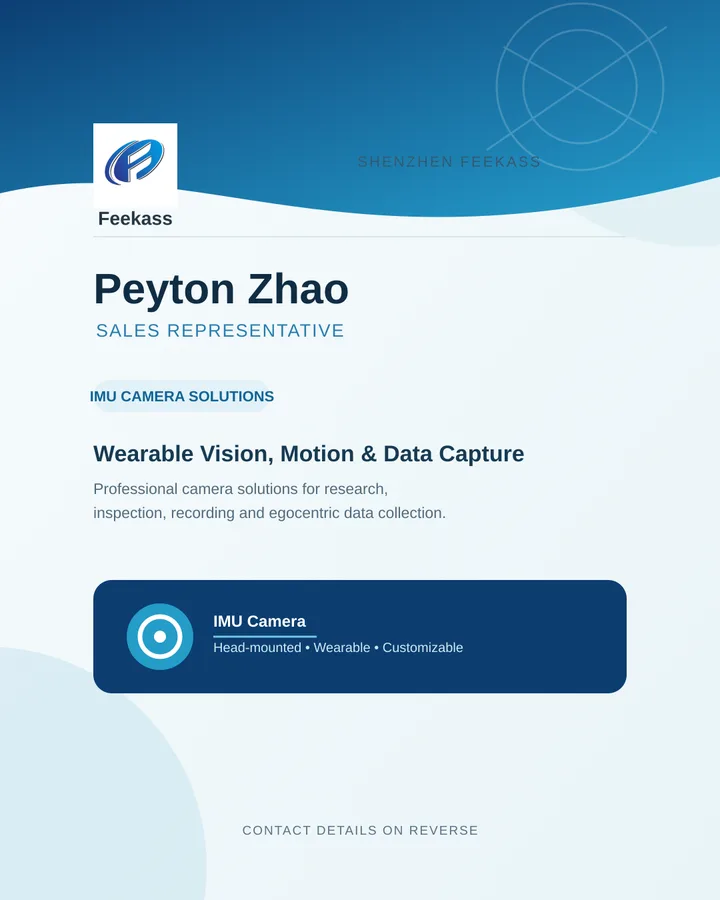 SHENZHEN FEEKASS
Feekass
Peyton Zhao
SALES REPRESENTATIVE
IMU CAMERA SOLUTIONS
Wearable Vision, Motion & Data Capture
Professional camera solutions for research,
inspection, recording and egocentric data collection.
IMU Camera
Head-mounted • Wearable • Customizable
CONTACT DETAILS ON REVERSE